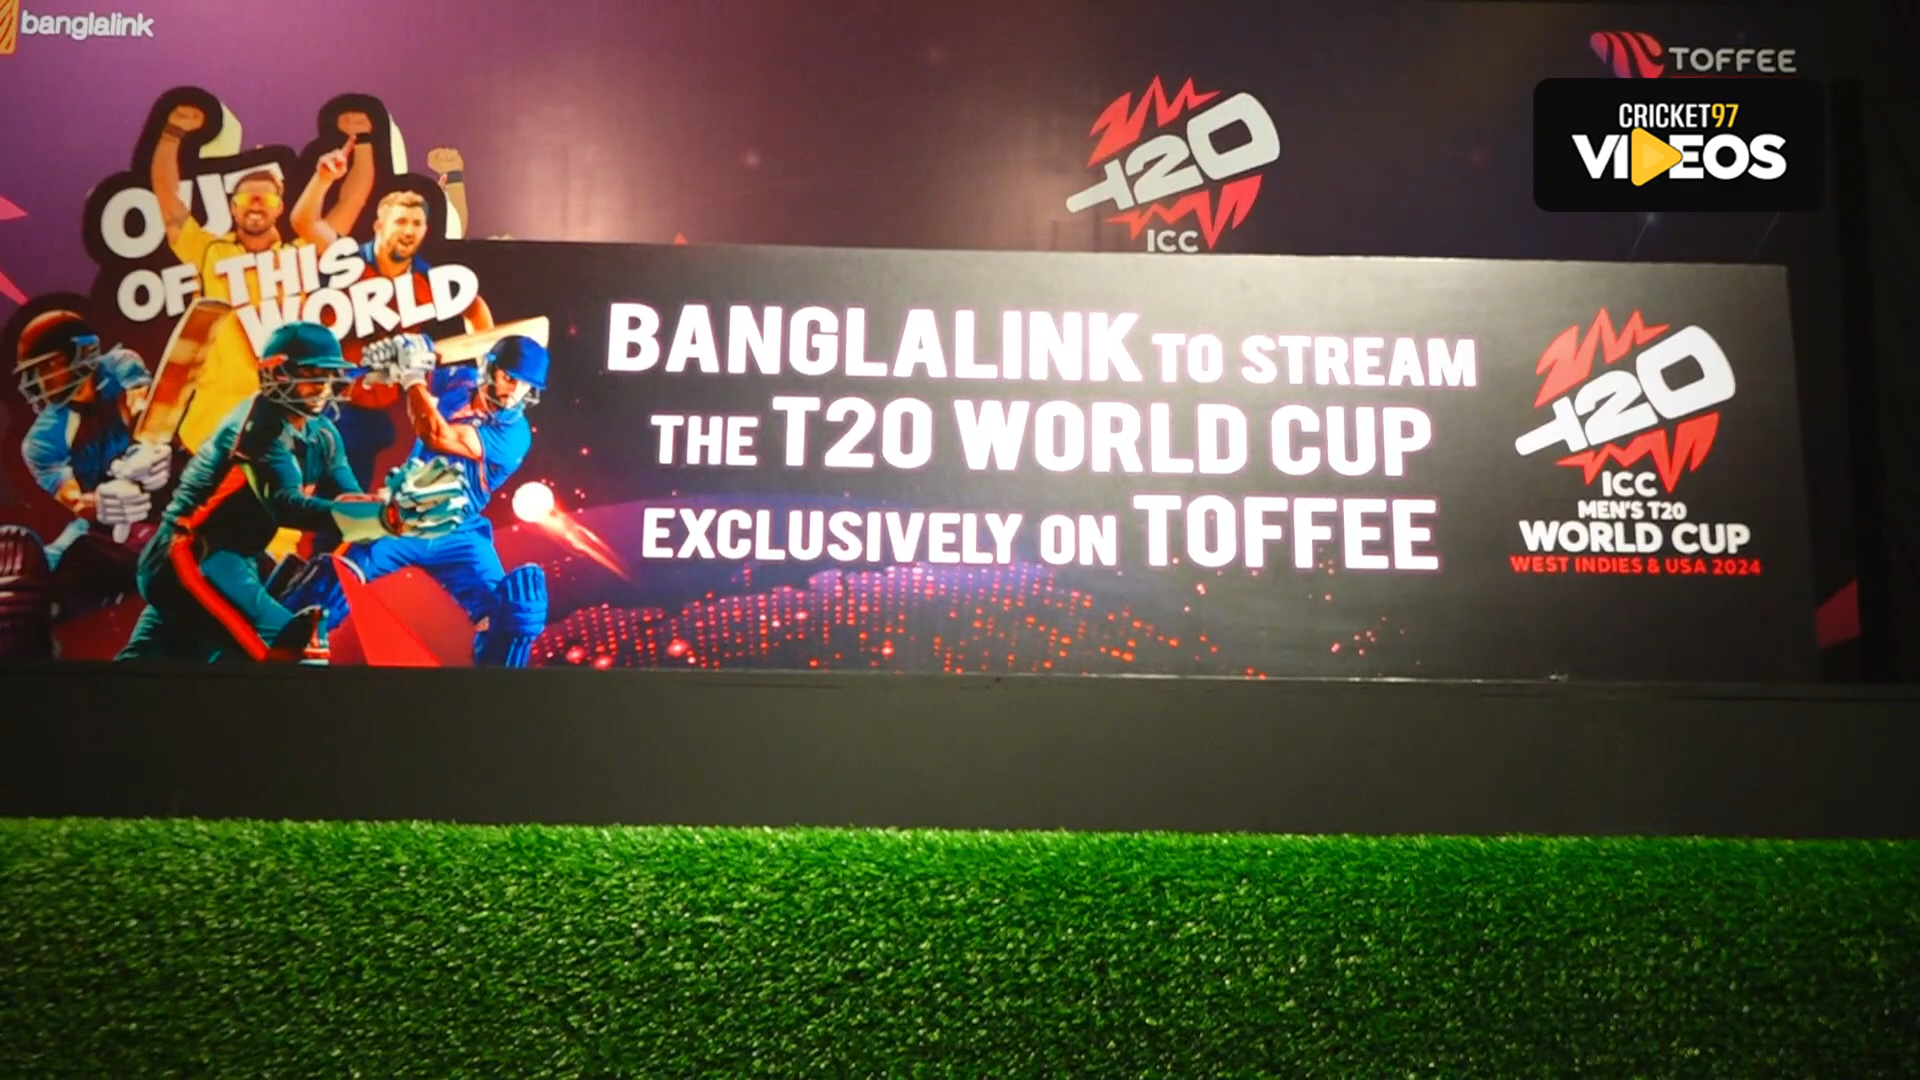 banglalink
TOFFEE
CRICKET97
VIDEOS
T20
ICC
OUT
OF THIS
WORLD
BANGLALINK TO STREAM
THE T20 WORLD CUP
EXCLUSIVELY ON TOFFEE
T20
ICC
MEN'S T20
WORLD CUP
WEST INDIES & USA 2024